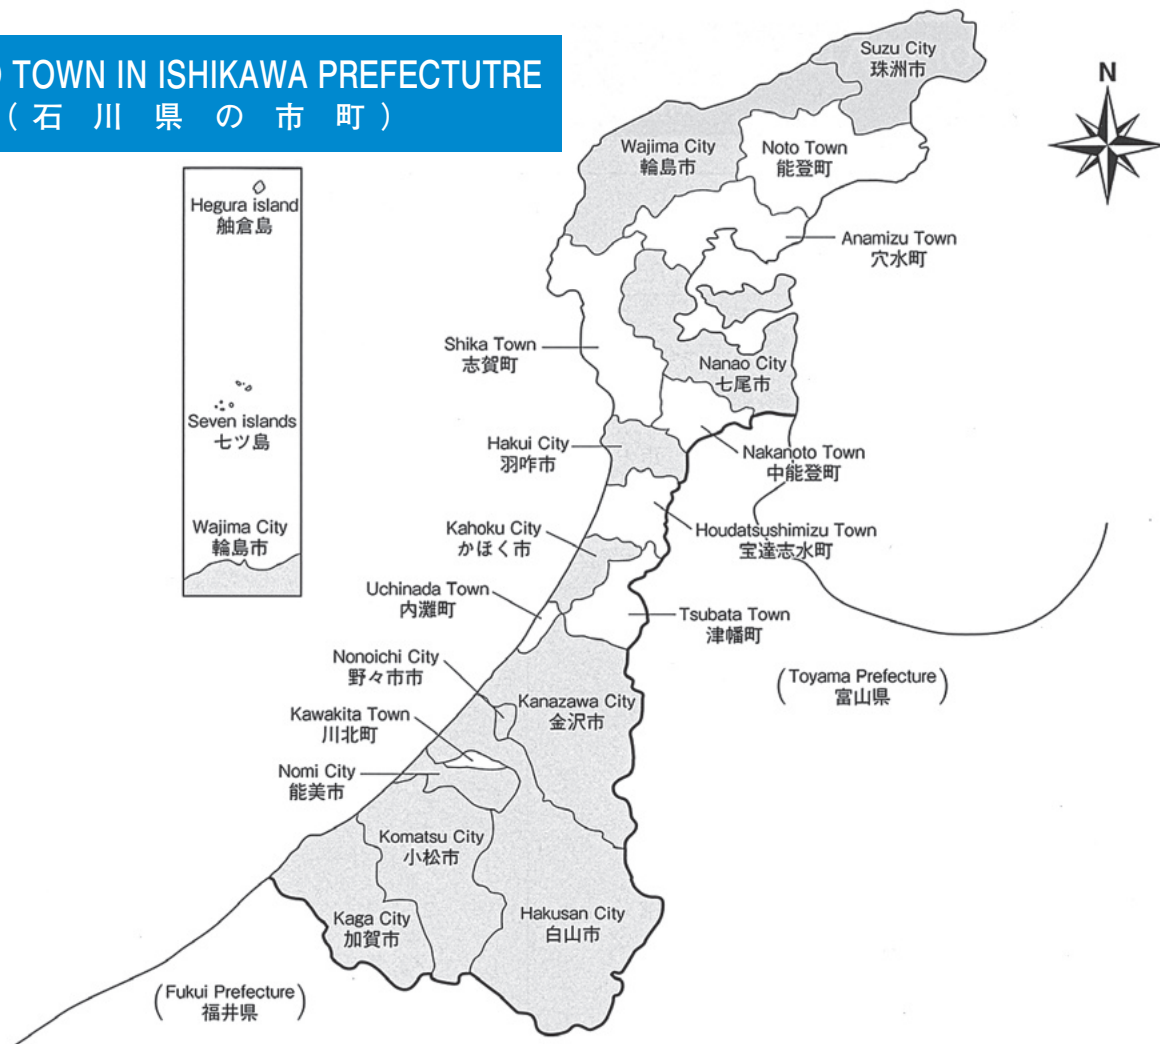 TOWN IN ISHIKAWA PREFECTUTRE
(石川県の市町)
N
Suzu City
珠洲市
Wajima City
輪島市
Noto Town
能登町
Hegura island
舳倉島
Anamizu Town
穴水町
Shika Town
志賀町
Nanao City
七尾市
Seven islands
七ツ島
Hakui City
羽咋市
Nakanoto Town
中能登町
Wajima City
輪島市
Kahoku City
かほく市
Houdatsushimizu Town
宝達志水町
Uchinada Town
内灘町
Tsubata Town
津幡町
Nonoichi City
野々市市
(Toyama Prefecture)
富山県
Kanazawa City
金沢市
Kawakita Town
川北町
Nomi City
能美市
Komatsu City
小松市
Kaga City
加賀市
Hakusan City
白山市
(Fukui Prefecture)
福井県